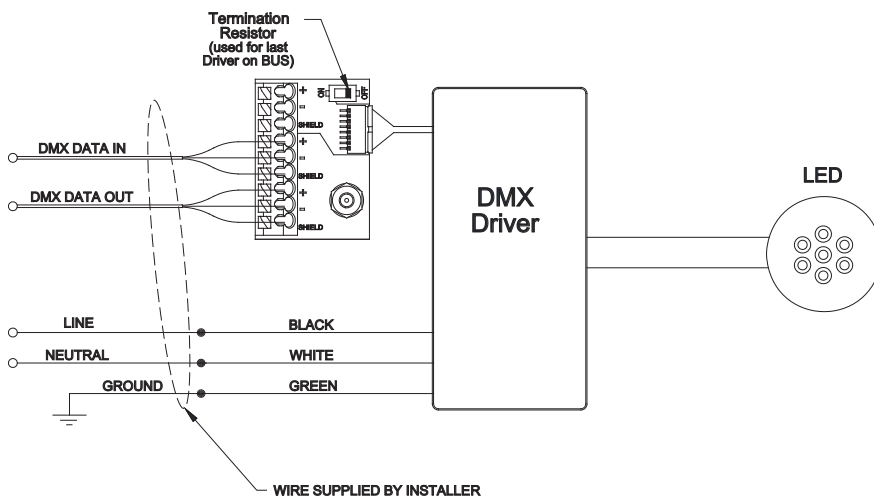 Termination
Resistor
(used for last
Driver on BUS)
ON
OFF
+
-
SHIELD
+
-
SHIELD
+
-
SHIELD
DMX DATA IN
DMX DATA OUT
DMX
Driver
LED
LINE
BLACK
NEUTRAL
WHITE
GROUND
GREEN
WIRE SUPPLIED BY INSTALLER